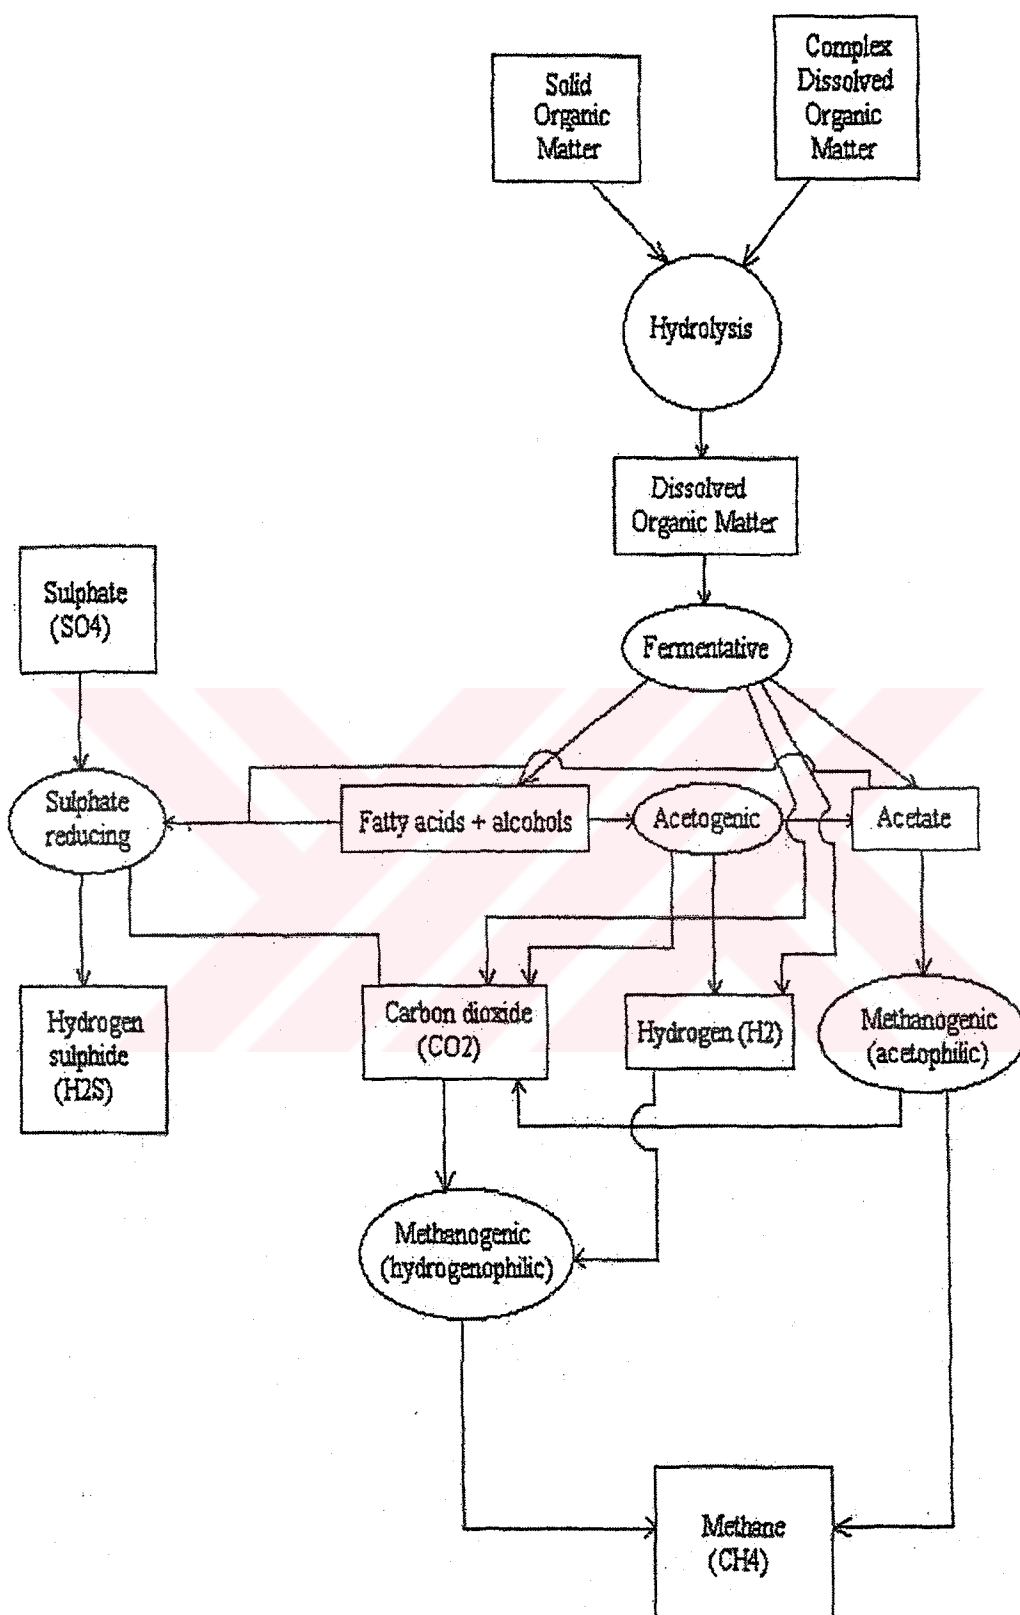 Solid
Organic
Matter
Complex
Dissolved
Organic
Matter
Hydrolysis
Dissolved
Organic Matter
Sulphate
(SO4)
Fermentative
Sulphate
reducing
Fatty acids + alcohols
Acetogenic
Acetate
Hydrogen
sulphide
(H2S)
Carbon dioxide
(CO2)
Hydrogen (H2)
Methanogenic
(acetophilic)
Methanogenic
(hydrogenophilic)
Methane
(CH4)